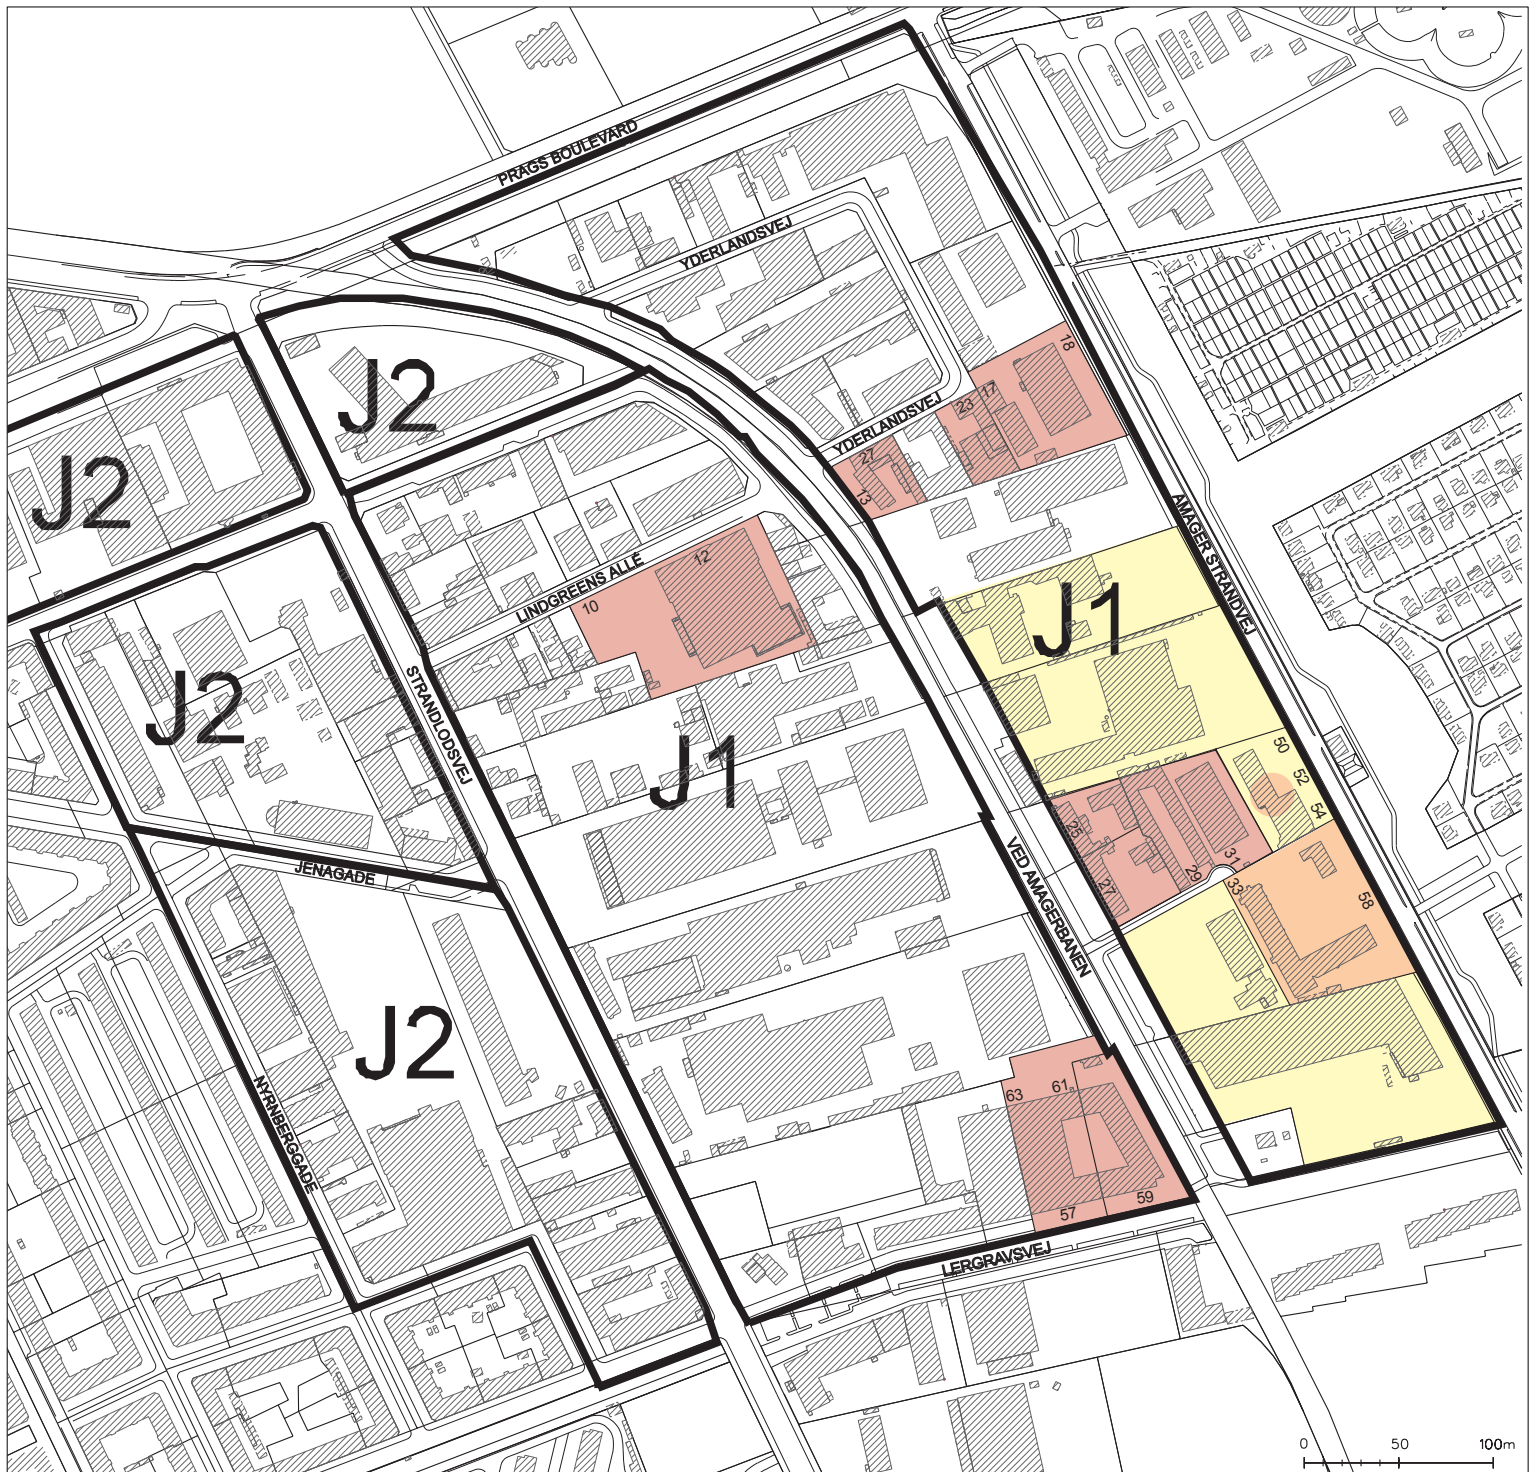 PRAGS BOULEVARD
YDERLANDSVEJ
18
J2
23
17
YDERLANDSVEJ
27
13
J2
AMAGER STRANDVEJ
12
LINDGREENS ALLÉ
10
J1
J2
STRANDLODSVEJ
J1
50
52
54
25
27
29
31
33
VED AMAGERBANEN
JENAGADE
58
J2
NYRNBERGGADE
63
61
59
57
LERGRAVSVEJ
0
50
100m